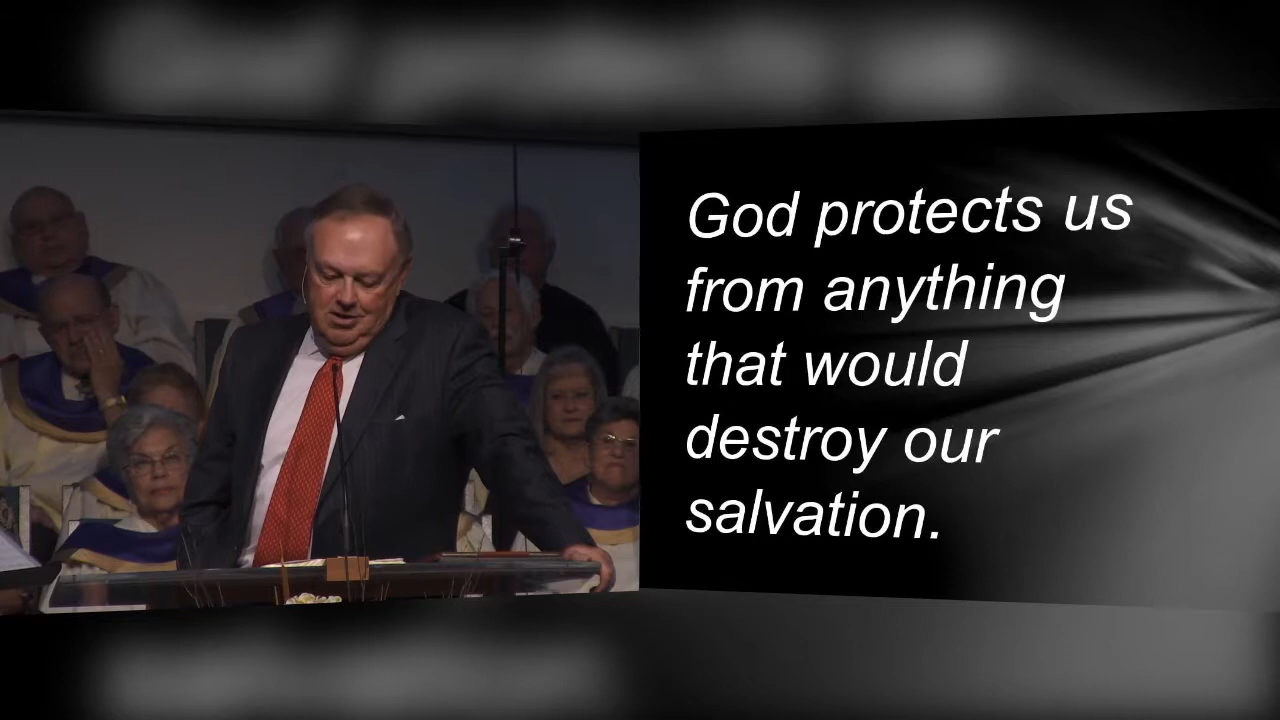 God protects us
from anything
that would
destroy our
salvation.